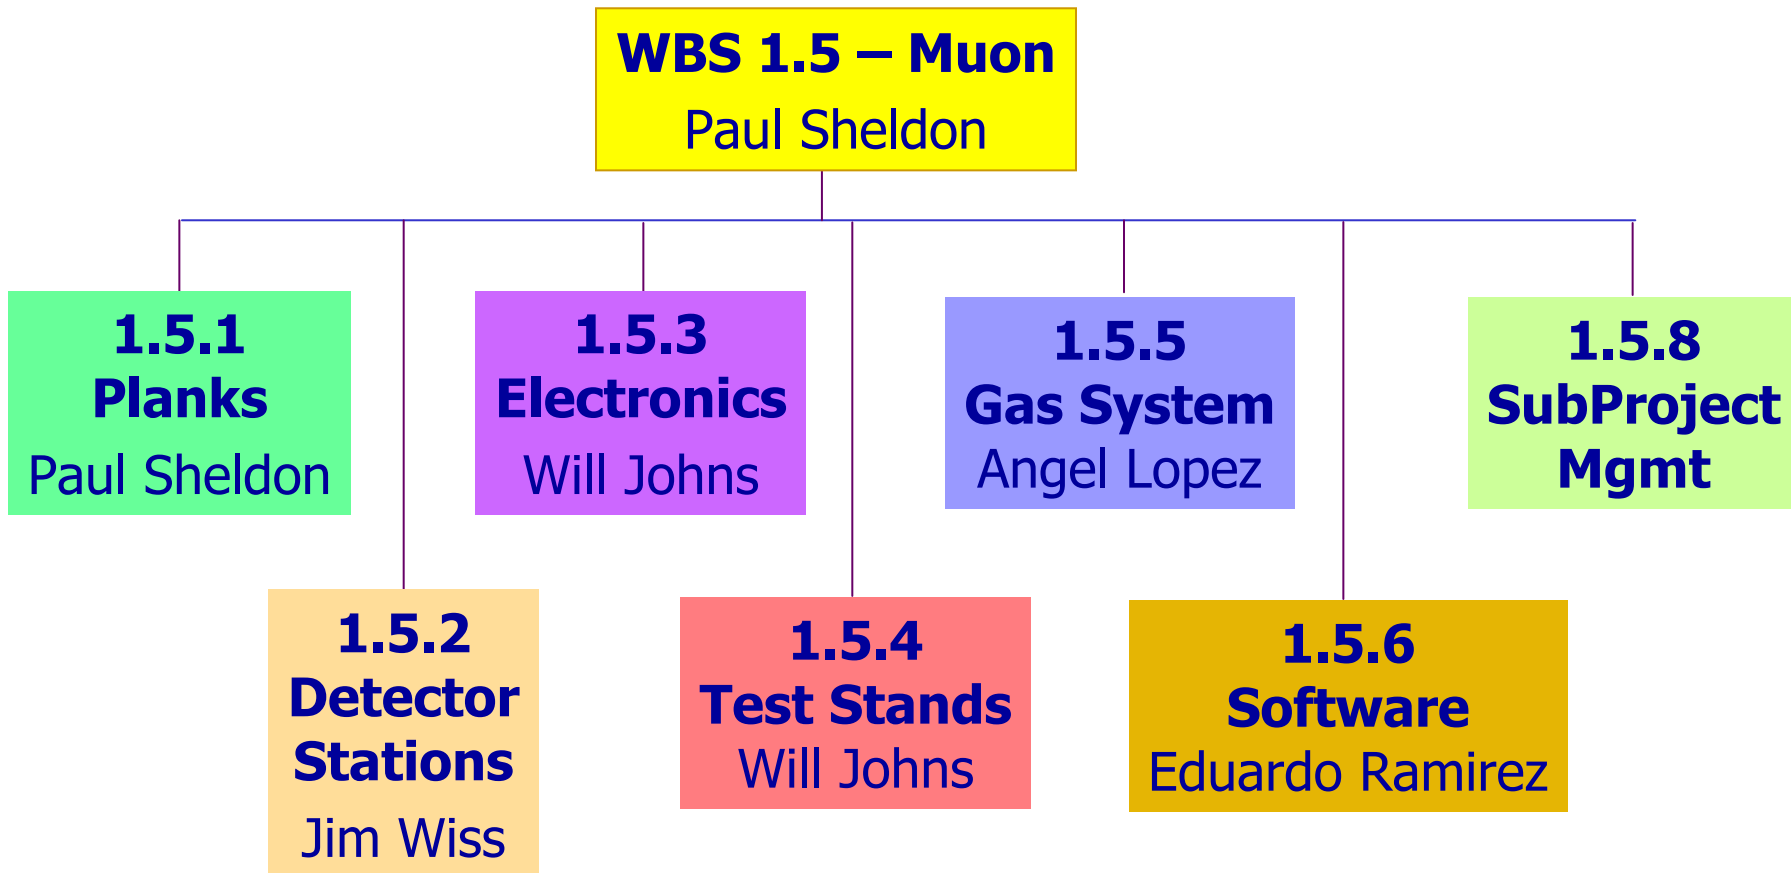 WBS 1.5 – Muon
Paul Sheldon
1.5.1
Planks
Paul Sheldon
1.5.2
Detector
Stations
Jim Wiss
1.5.3
Electronics
Will Johns
1.5.4
Test Stands
Will Johns
1.5.5
Gas System
Angel Lopez
1.5.6
Software
Eduardo Ramirez
1.5.8
SubProject
Mgmt